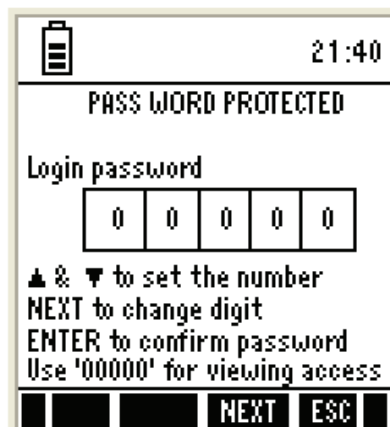 21:40
PASS WORD PROTECTED
Login password
0 0 0 0 0
▲ & ▼ to set the number
NEXT to change digit
ENTER to confirm password
Use '00000' for viewing access
NEXT ESC